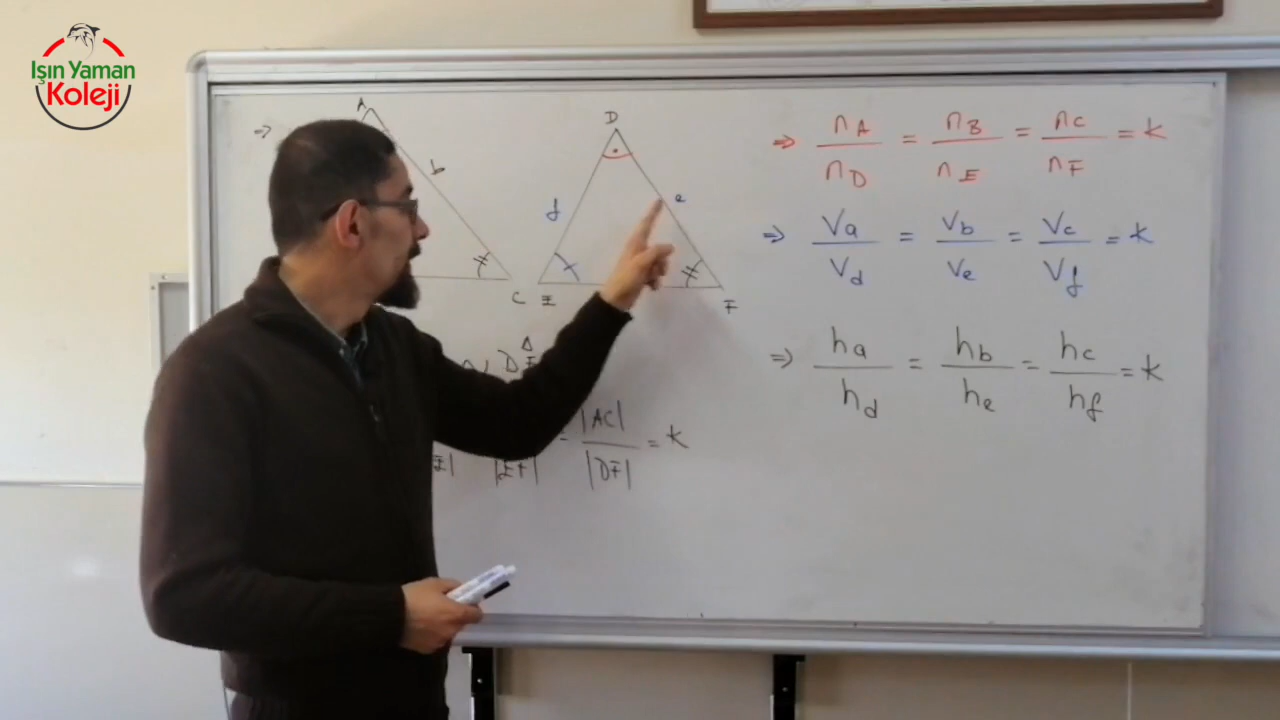 Işın Yaman
Koleji
⇒
A
b
C
D
f
e
E
F
D
|AC|
= ――― = k
|EF| |DF|
⇒ nA/nD = nB/nE = nC/nF = k
⇒ Va/Vd = Vb/Ve = Vc/Vf = k
⇒ ha/hd = hb/he = hc/hf = k